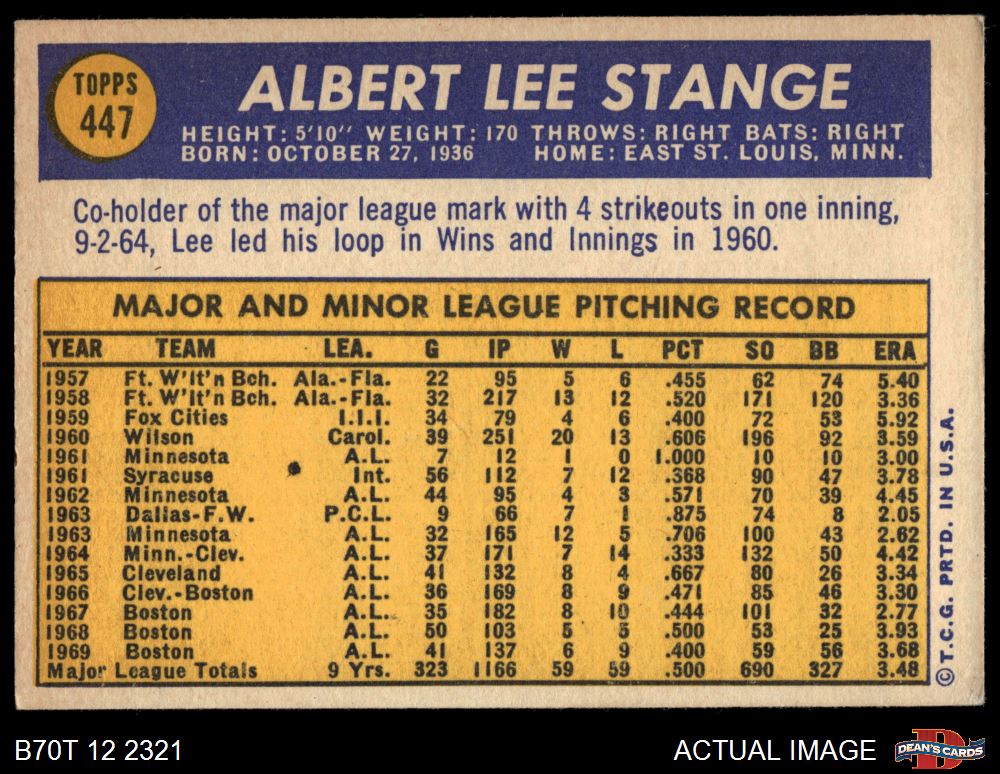 TOPPS
447
ALBERT LEE STANGE
HEIGHT: 5'10" WEIGHT: 170 THROWS: RIGHT BATS: RIGHT
BORN: OCTOBER 27, 1936 HOME: EAST ST. LOUIS, MINN.
Co-holder of the major league mark with 4 strikeouts in one inning,
9-2-64, Lee led his loop in Wins and Innings in 1960.
MAJOR AND MINOR LEAGUE PITCHING RECORD
YEAR TEAM LEA. G IP W L PCT SO BB ERA
1957 Ft. W'lt'n Bch. Ala.-Fla. 22 95 5 6 .455 62 74 5.40
1958 Ft. W'lt'n Bch. Ala.-Fla. 32 217 13 12 .520 171 120 3.36
1959 Fox Cities I.I.I. 34 79 4 6 .400 72 53 5.92
1960 Wilson Carol. 39 251 20 13 .606 196 92 3.59
1961 Minnesota A.L. 7 12 1 0 1.000 10 10 3.00
1961 Syracuse Int. 56 112 7 12 .368 90 47 3.78
1962 Minnesota A.L. 44 95 4 3 .571 70 39 4.45
1963 Dallas-F.W. P.C.L. 9 66 7 1 .875 74 8 2.05
1963 Minnesota A.L. 32 165 12 5 .706 100 43 2.62
1964 Minn.-Clev. A.L. 37 171 7 14 .333 132 50 4.42
1965 Cleveland A.L. 41 132 8 4 .667 80 26 3.34
1966 Clev.-Boston A.L. 36 169 8 9 .471 85 46 3.30
1967 Boston A.L. 35 182 8 10 .444 101 32 2.77
1968 Boston A.L. 50 103 5 5 .500 53 25 3.93
1969 Boston A.L. 41 137 6 9 .400 59 56 3.68
Major League Totals 9 Yrs. 323 1166 59 59 .500 690 327 3.48
©T.C.G. PRTD. IN U.S.A.
B70T 12 2321
ACTUAL IMAGE
DEAN'S CARDS